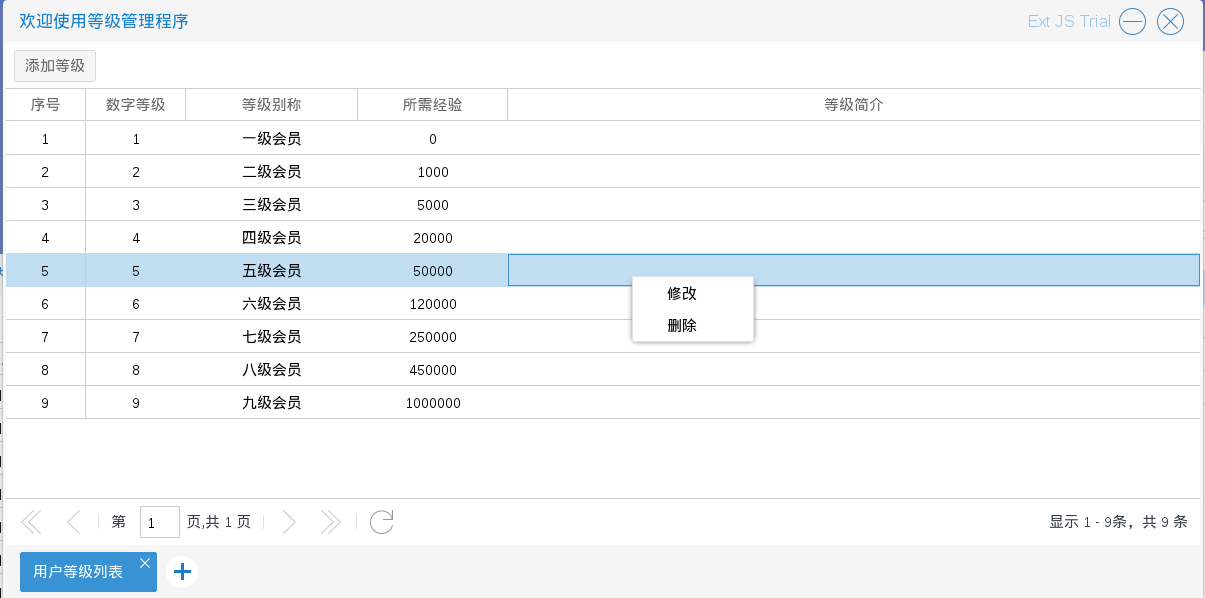 欢迎使用等级管理程序 Ext JS Trial
添加等级
序号 数字等级 等级别称 所需经验 等级简介
1 1 一级会员 0
2 2 二级会员 1000
3 3 三级会员 5000
4 4 四级会员 20000
5 5 五级会员 50000
修改
6 6 六级会员 120000
删除
7 7 七级会员 250000
8 8 八级会员 450000
9 9 九级会员 1000000
第 1 页,共 1 页 显示 1 - 9条，共 9 条
用户等级列表